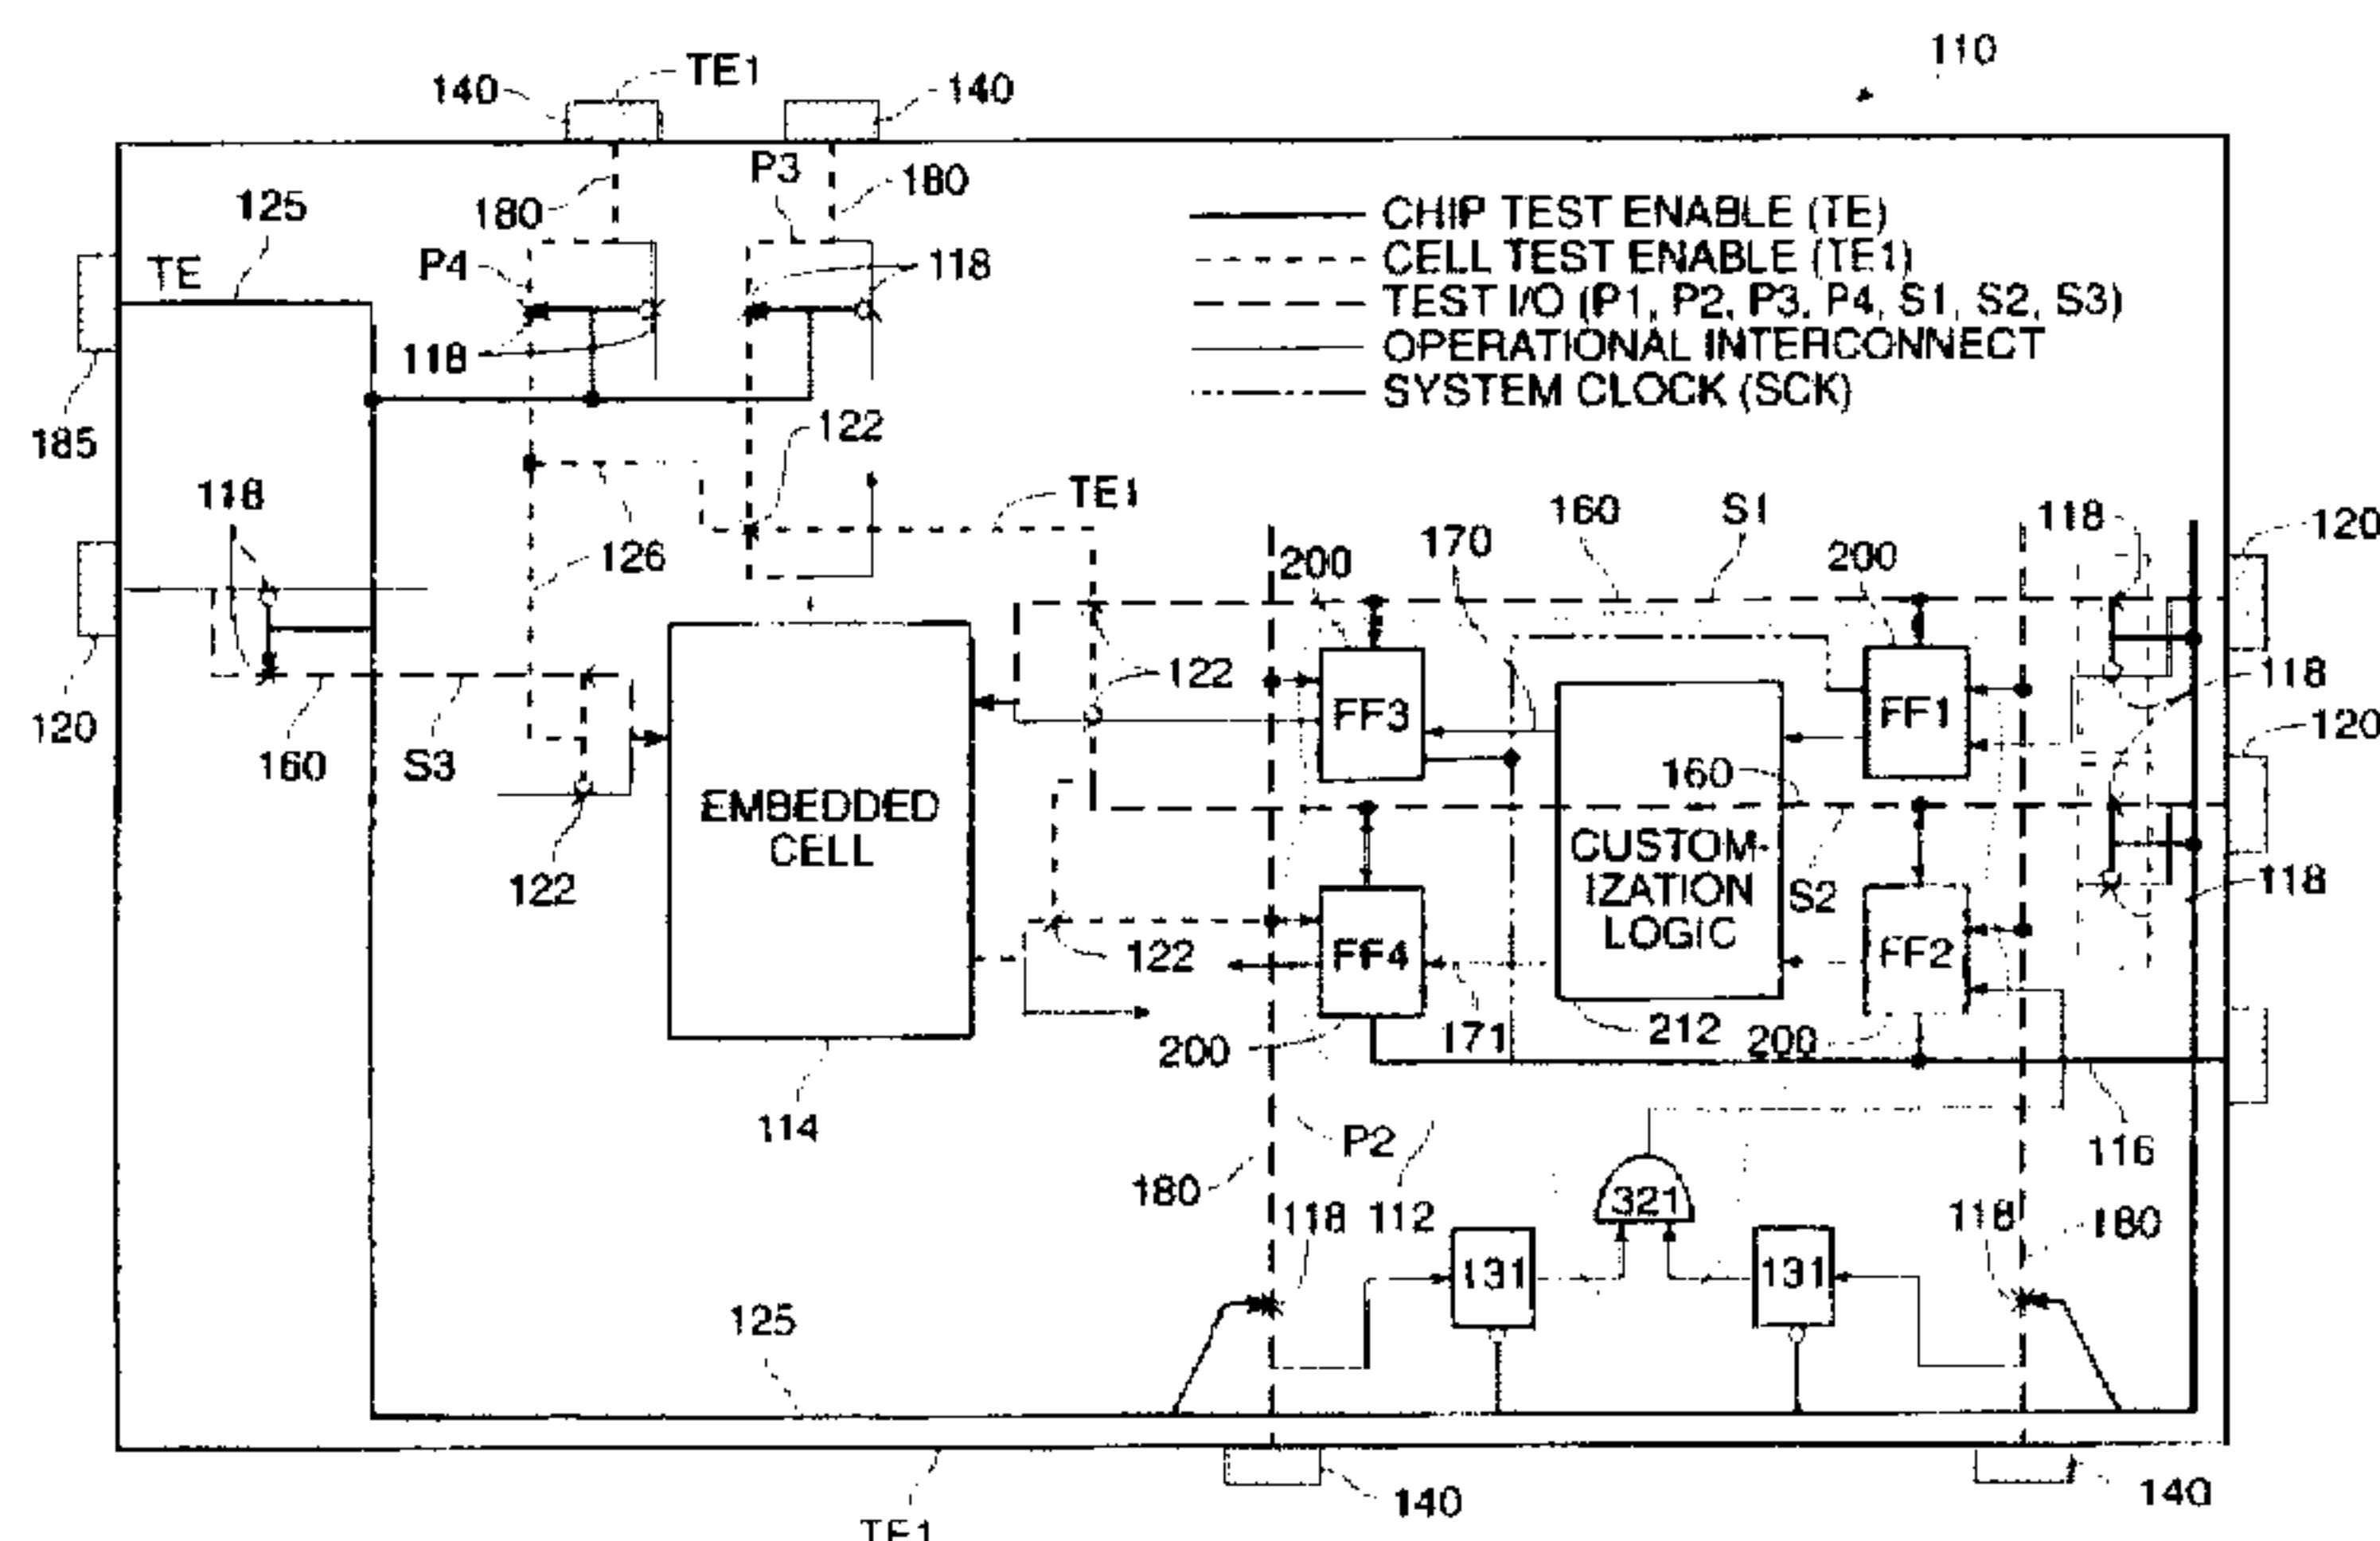 110
TE1
140
140
P3
180
180
125
TE
P4
118
118
CHIP TEST ENABLE (TE)
CELL TEST ENABLE (TE1)
TEST I/O (P1, P2, P3, P4, S1, S2, S3)
OPERATIONAL INTERCONNECT
SYSTEM CLOCK (SCK)
185
122
118
126
TE1
160
S1
118
120
170
200
200
122
118
FF3
FF1
120
160
S3
120
160
EMBEDDED
CELL
CUSTOM-
IZATION
LOGIC
122
S2
118
122
FF4
FF2
200
171
212
200
114
P2
116
180
118
112
321
118
180
131
131
125
140
140
TE1